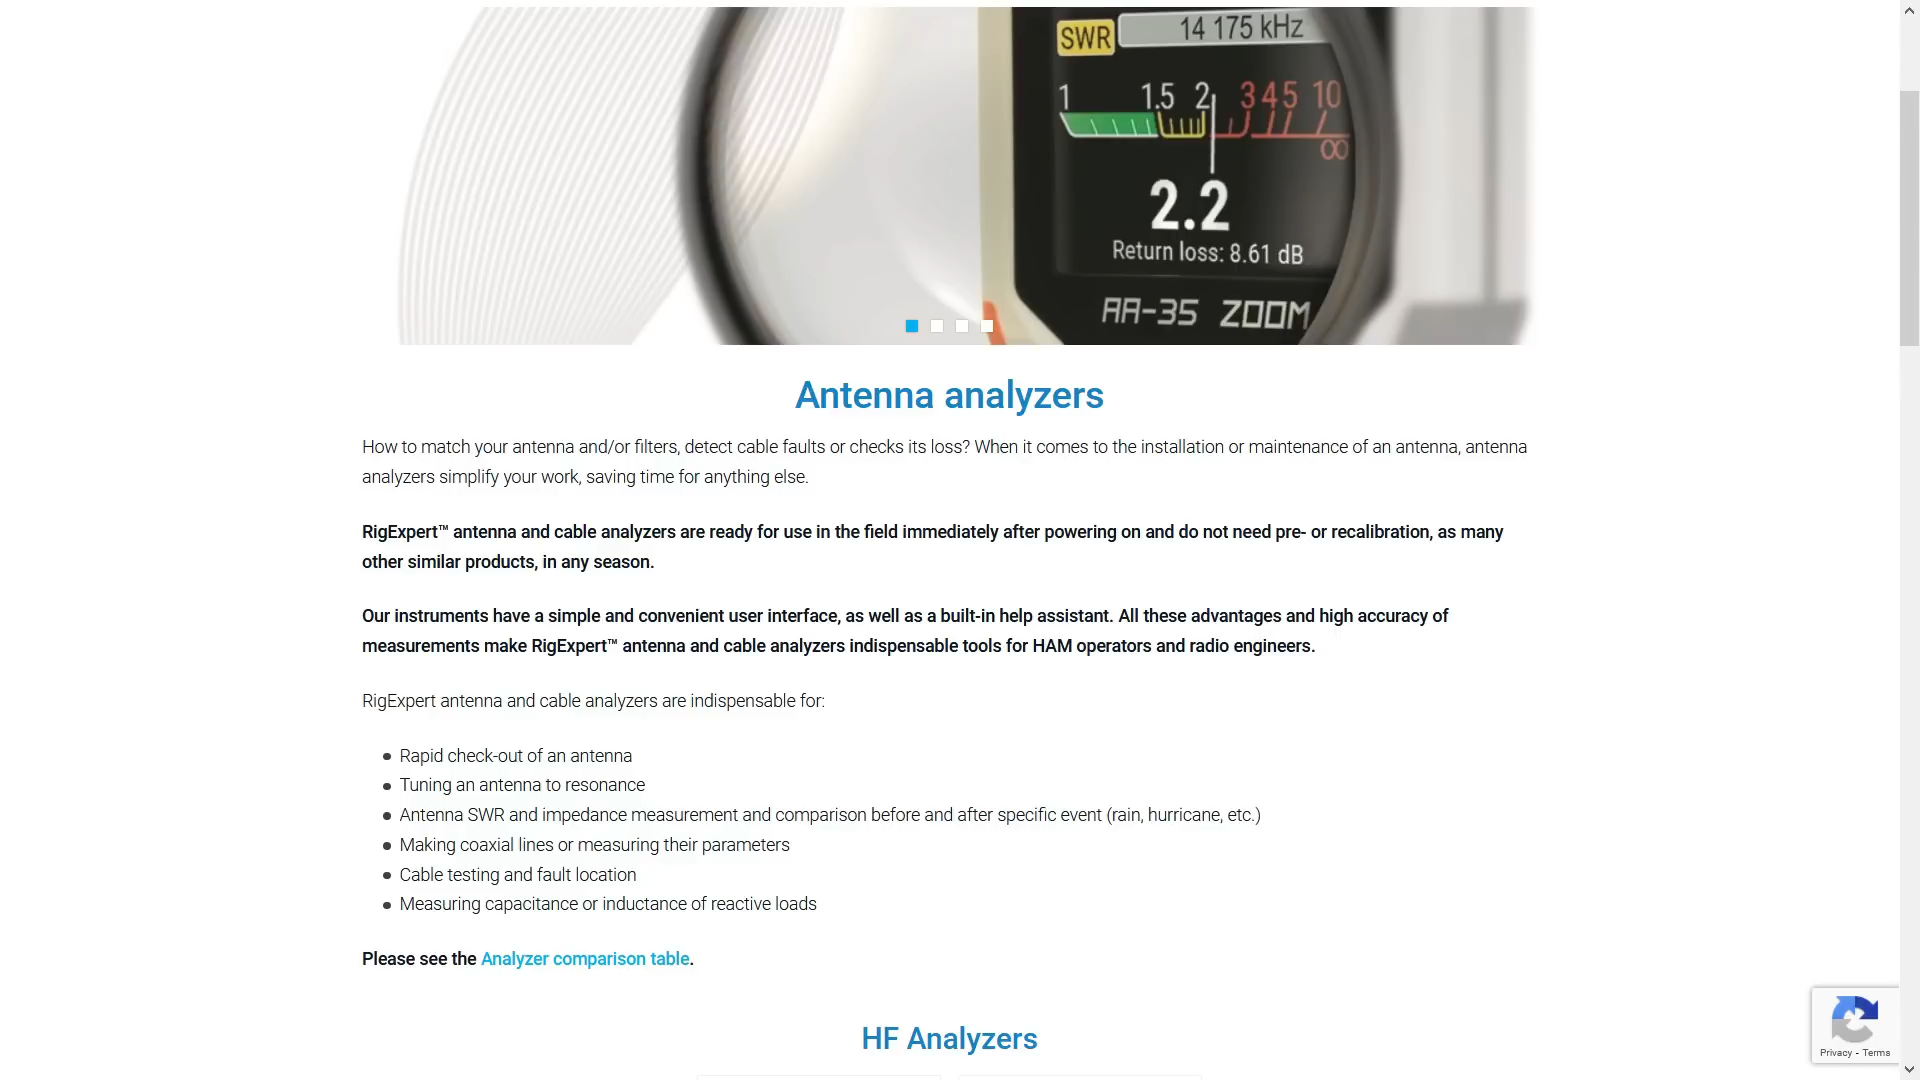 SWR 14 175 kHz
1 1.5 2 3 4 5 10
∞
2.2
Return loss: 8.61 dB
AA-35 ZOOM
Antenna analyzers
How to match your antenna and/or filters, detect cable faults or checks its loss? When it comes to the installation or maintenance of an antenna, antenna
analyzers simplify your work, saving time for anything else.
RigExpert™ antenna and cable analyzers are ready for use in the field immediately after powering on and do not need pre- or recalibration, as many
other similar products, in any season.
Our instruments have a simple and convenient user interface, as well as a built-in help assistant. All these advantages and high accuracy of
measurements make RigExpert™ antenna and cable analyzers indispensable tools for HAM operators and radio engineers.
RigExpert antenna and cable analyzers are indispensable for:
Rapid check-out of an antenna
Tuning an antenna to resonance
Antenna SWR and impedance measurement and comparison before and after specific event (rain, hurricane, etc.)
Making coaxial lines or measuring their parameters
Cable testing and fault location
Measuring capacitance or inductance of reactive loads
Please see the Analyzer comparison table.
HF Analyzers
Privacy - Terms